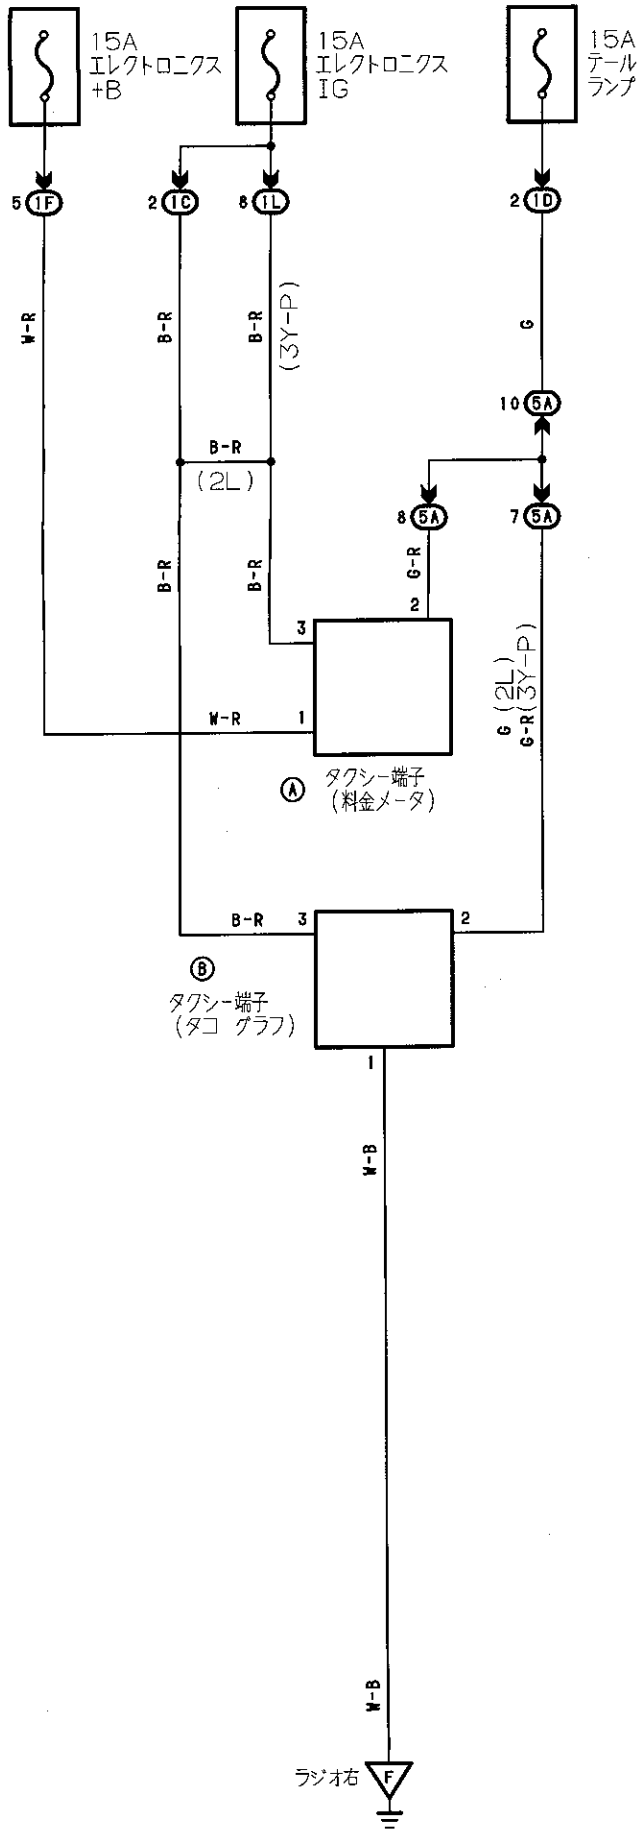 15A
エレクトロニクス
+B
15A
エレクトロニクス
IG
15A
テール
ランプ
5 1F
2 1C
8 1L
2 1D
W-R
B-R
B-R
(3Y-P)
G
10 5A
B-R
(2L)
8 5A
7 5A
B-R
B-R
G-R
2
3
G (2L)
G-R (3Y-P)
W-R
1
A
タクシー端子
(料金メータ)
B-R
3
2
B
タクシー端子
(タコ グラフ)
1
W-B
W-B
ラジオ右
F